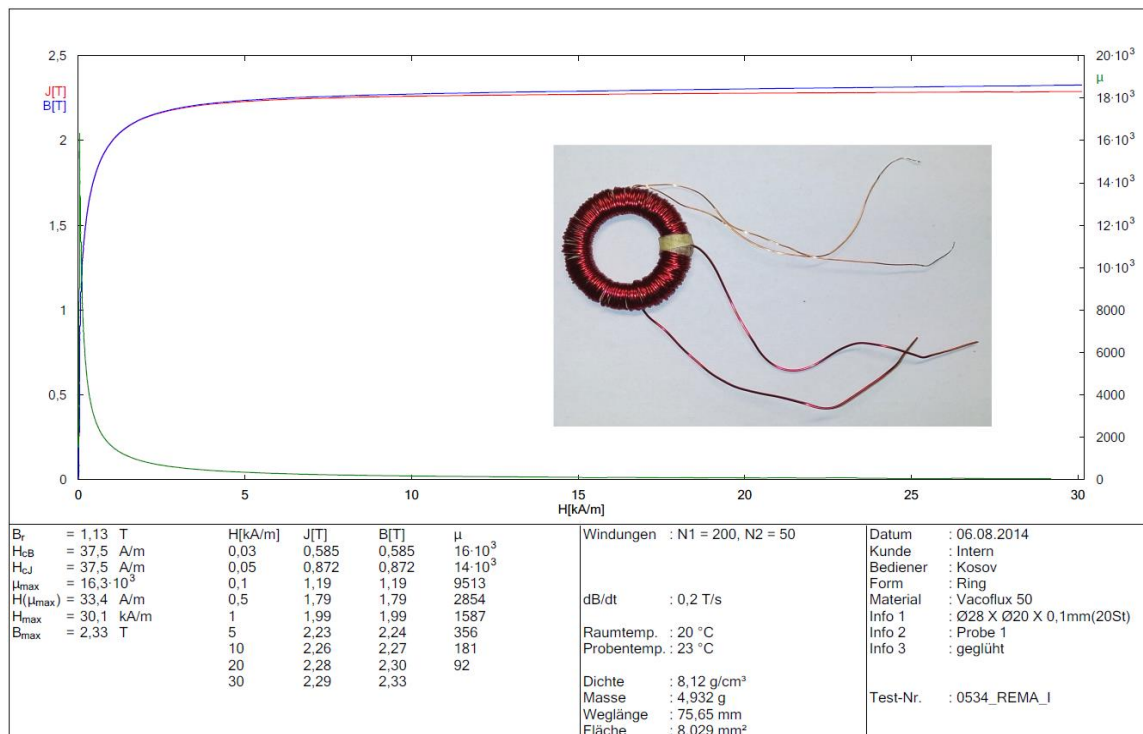 2,5
J[T]
B[T]
2
1,5
1
0,5
0
20·10³
µ
18·10³
16·10³
14·10³
12·10³
10·10³
8000
6000
4000
2000
0
0 5 10 15 20 25 30
H[kA/m]
Br = 1,13 T
HcB = 37,5 A/m
HcJ = 37,5 A/m
µmax = 16,3·10³
H(µmax) = 33,4 A/m
Hmax = 30,1 kA/m
Bmax = 2,33 T
H[kA/m] J[T] B[T] µ
0,03 0,585 0,585 16·10³
0,05 0,872 0,872 14·10³
0,1 1,19 1,19 9513
0,5 1,79 1,79 2854
1 1,99 1,99 1587
5 2,23 2,24 356
10 2,26 2,27 181
20 2,28 2,30 92
30 2,29 2,33
Windungen : N1 = 200, N2 = 50
dB/dt : 0,2 T/s
Raumtemp. : 20 °C
Probentemp. : 23 °C
Dichte : 8,12 g/cm³
Masse : 4,932 g
Weglänge : 75,65 mm
Fläche : 8,029 mm²
Datum : 06.08.2014
Kunde : Intern
Bediener : Kosov
Form : Ring
Material : Vacoflux 50
Info 1 : Ø28 X Ø20 X 0,1mm(20St)
Info 2 : Probe 1
Info 3 : geglüht
Test-Nr. : 0534_REMA_I